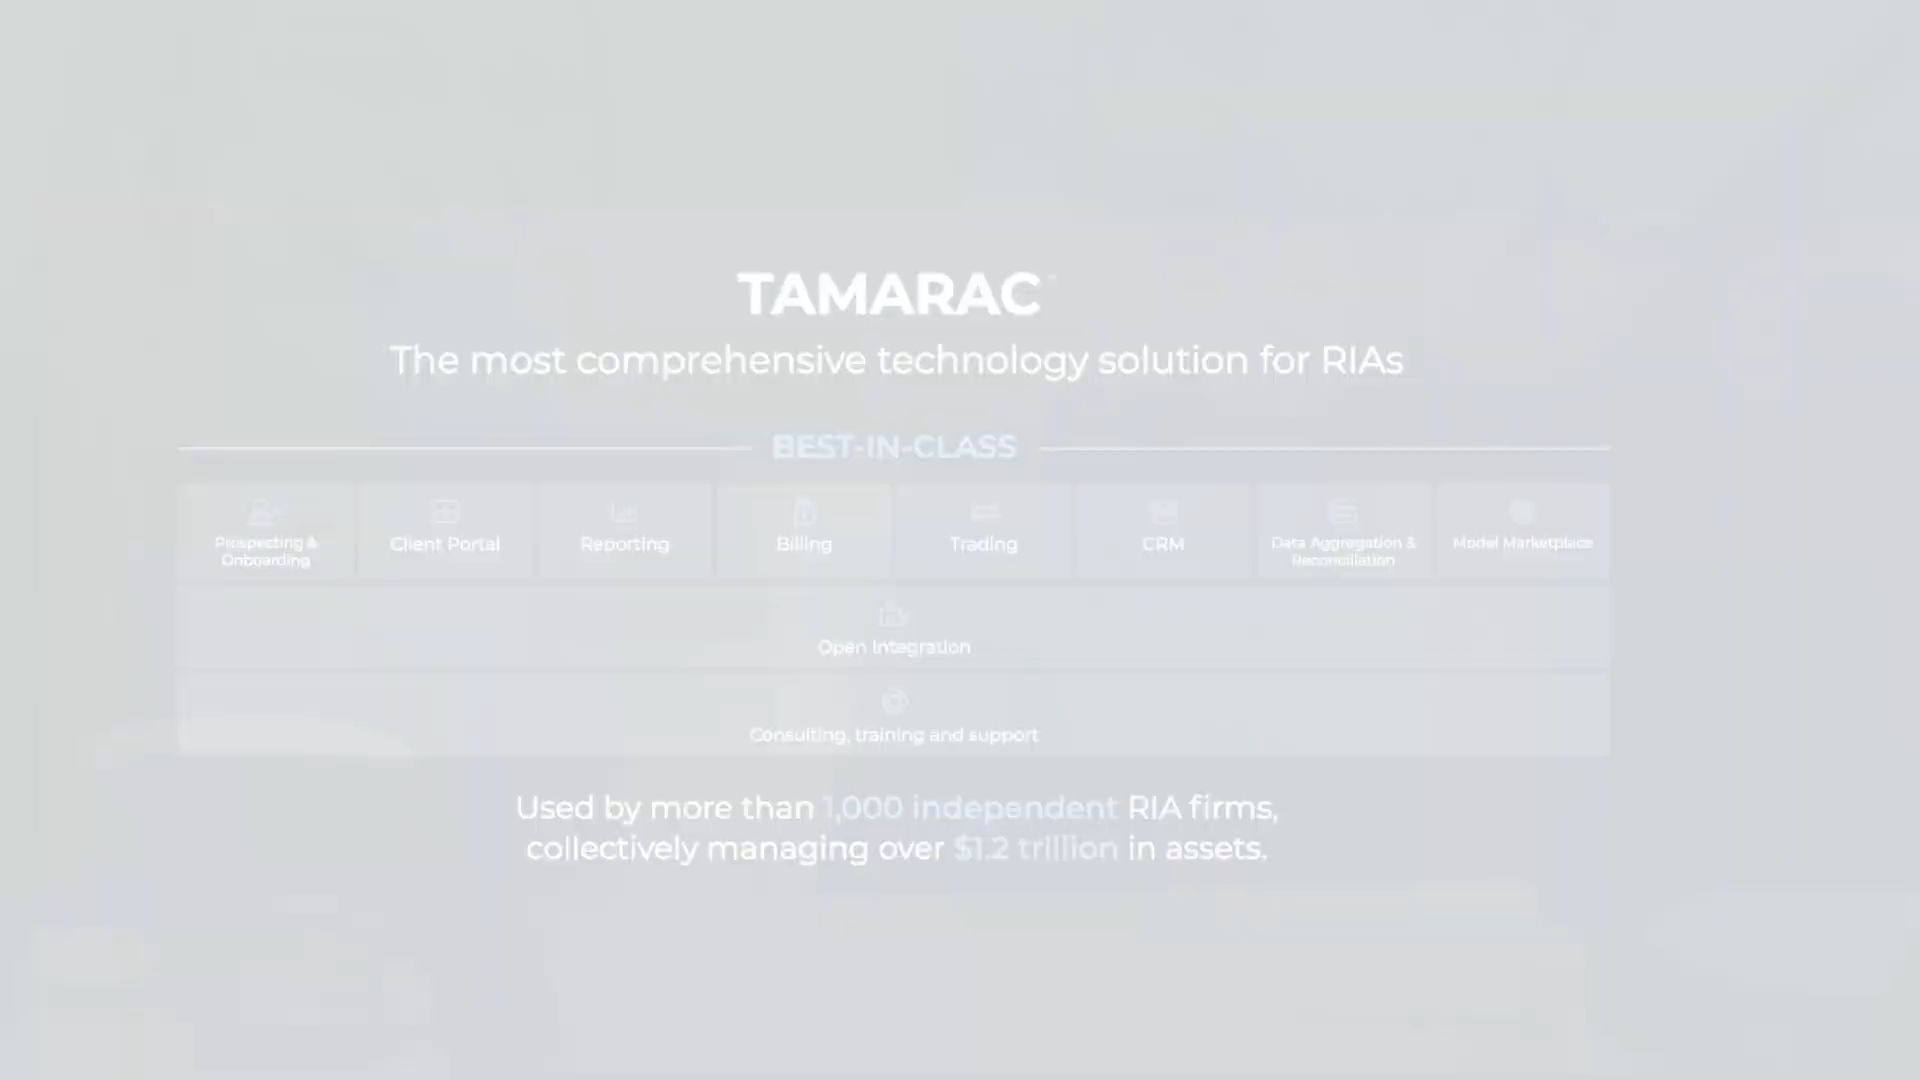 TAMARAC
The most comprehensive technology solution for RIAs
BEST-IN-CLASS
Prospecting &
Onboarding
Client Portal
Reporting
Billing
Trading
CRM
Data Aggregation &
Reconciliation
Model Marketplace
Open Integration
Consulting, training and support
Used by more than 1,000 independent RIA firms,
collectively managing over $1.2 trillion in assets.